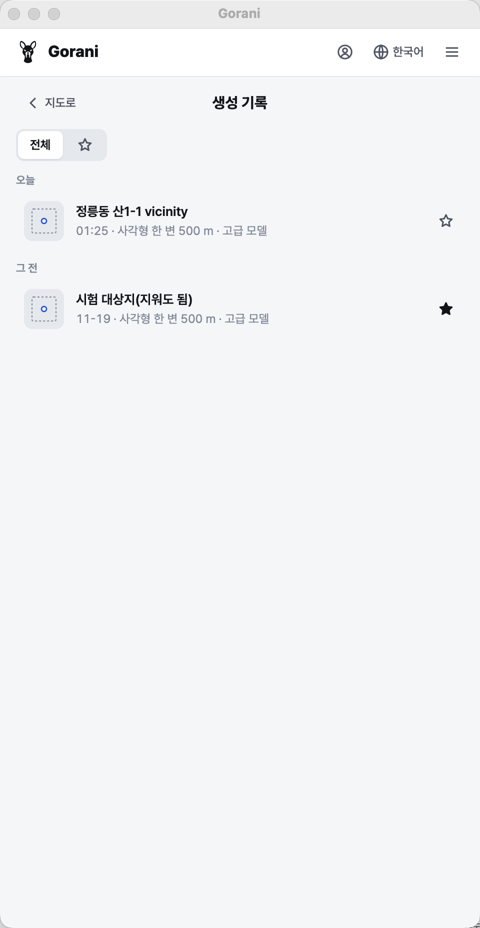 Gorani
Gorani
한국어
지도로
생성 기록
전체
오늘
정릉동 산1-1 vicinity
01:25 · 사각형 한 변 500 m · 고급 모델
그 전
시험 대상지(지워도 됨)
11-19 · 사각형 한 변 500 m · 고급 모델